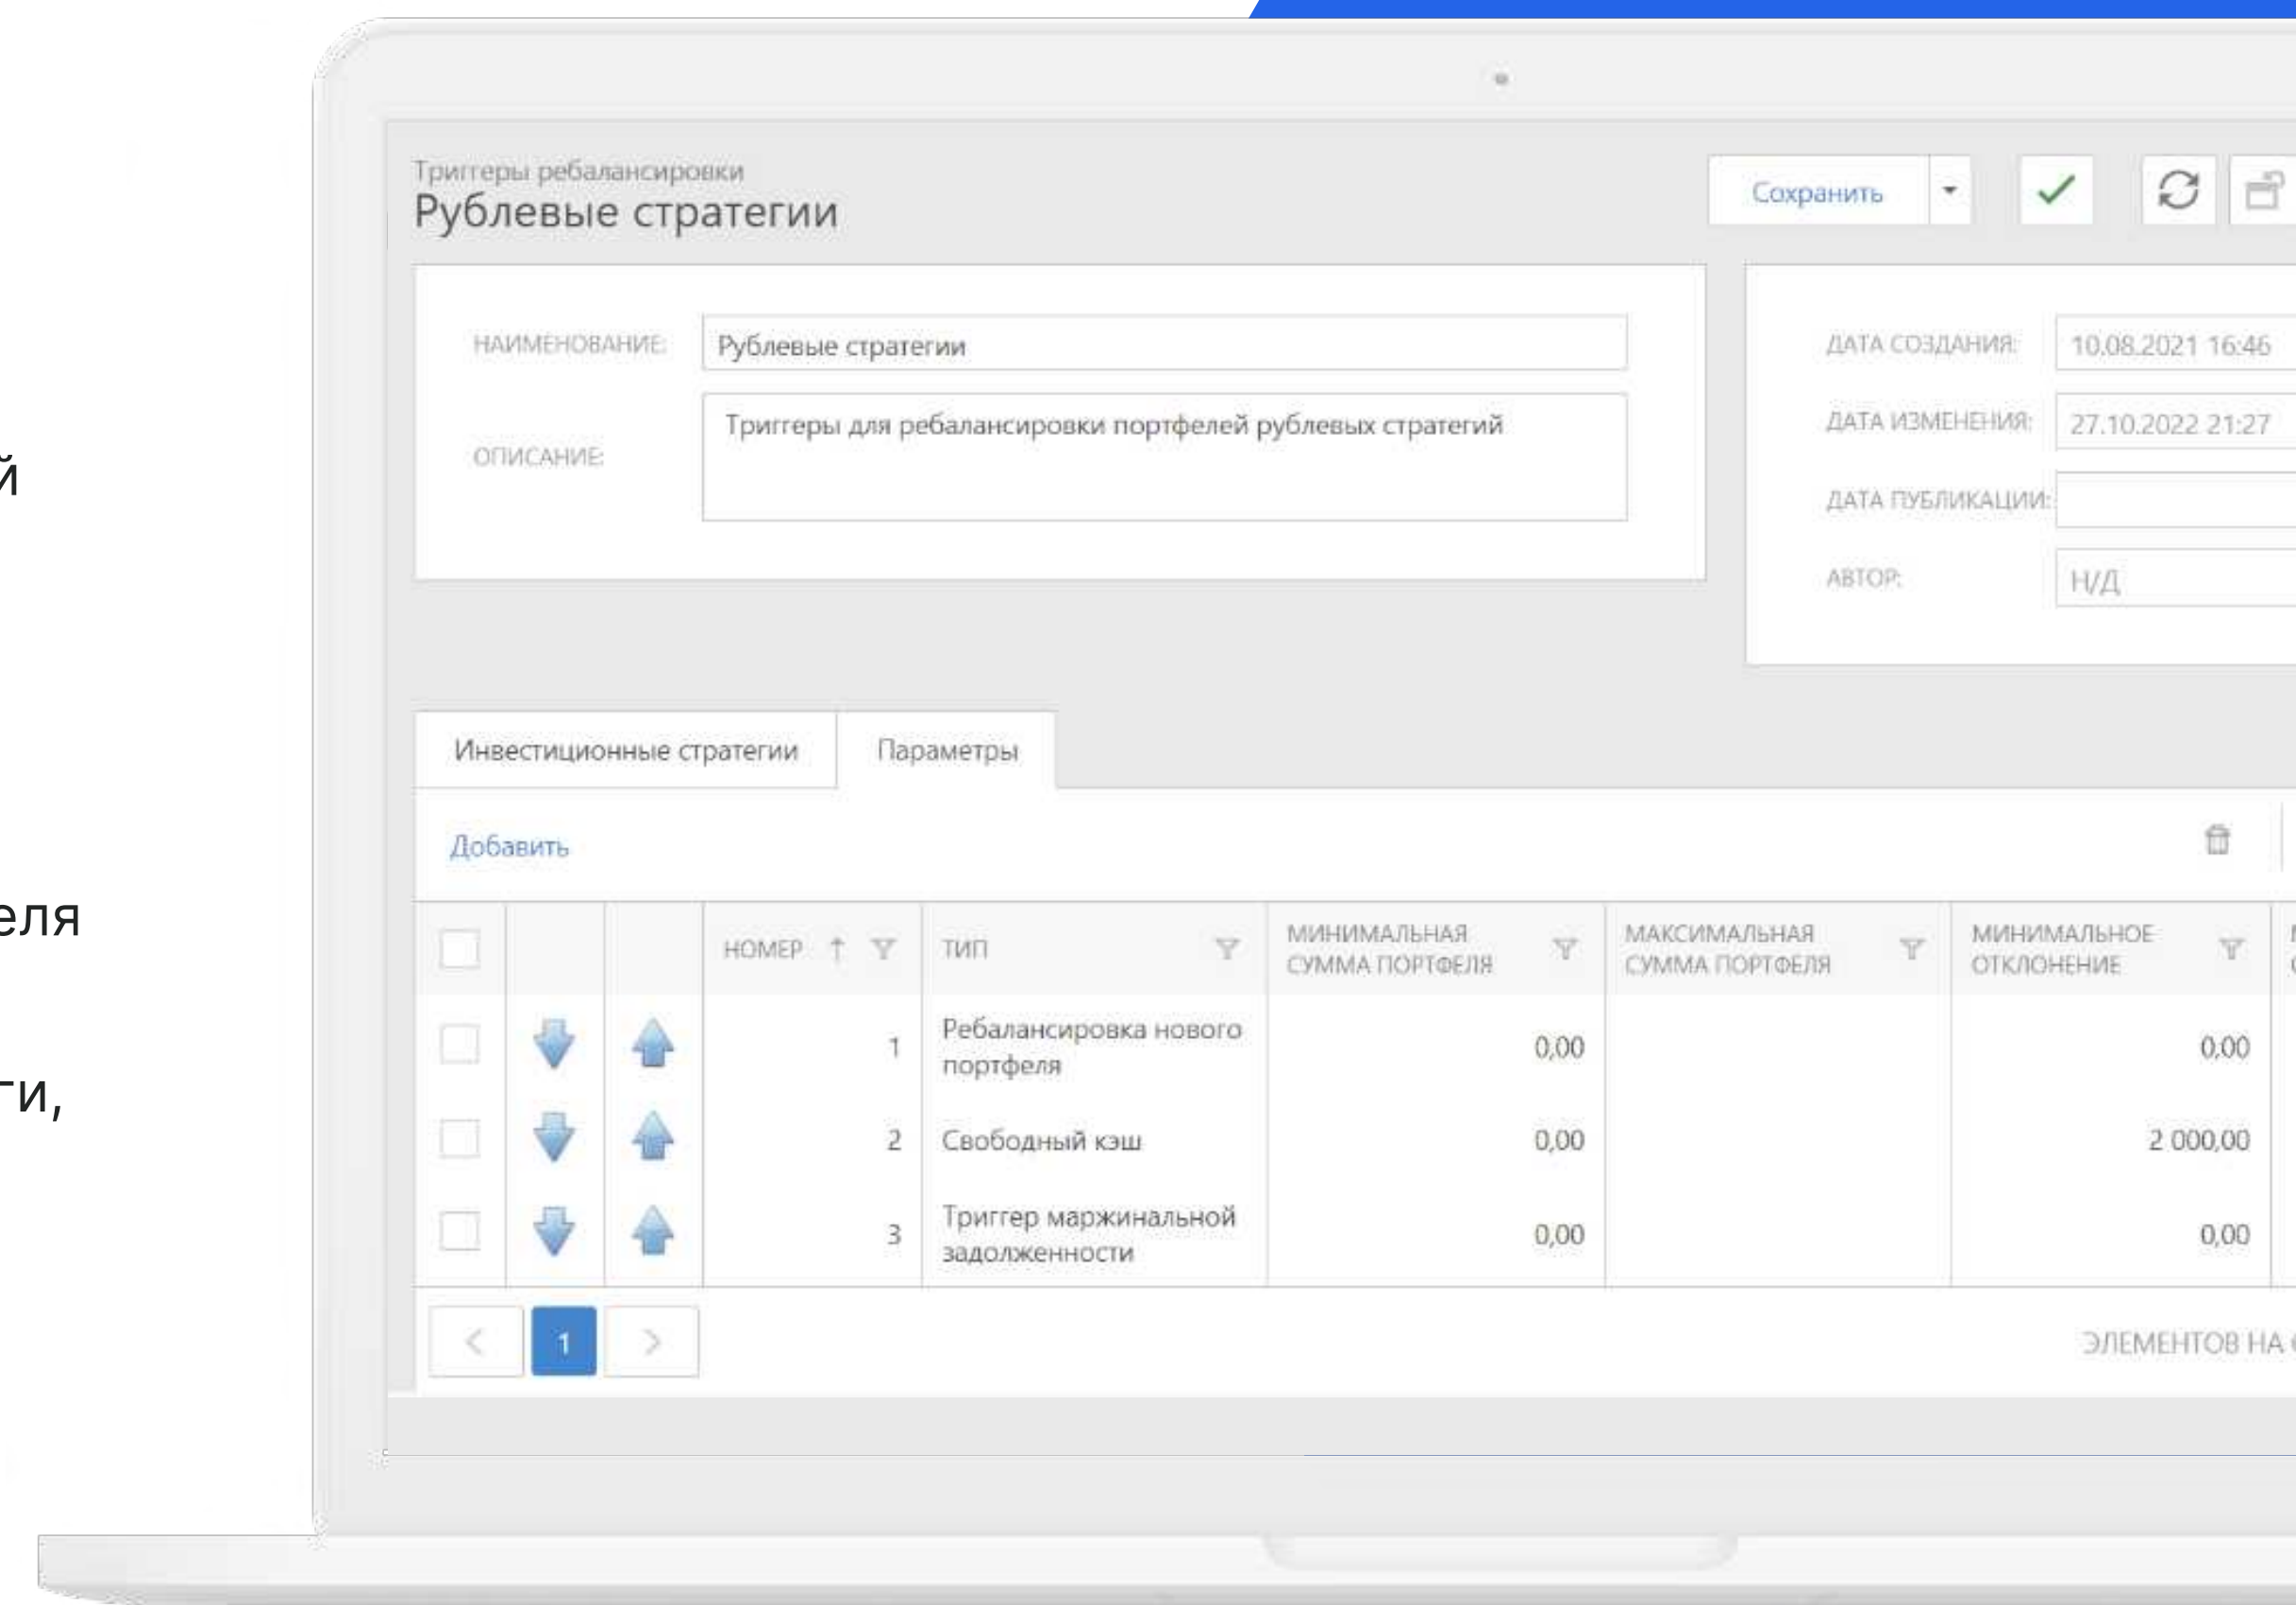 Триггеры ребалансировки
Рублевые стратегии
Сохранить
НАИМЕНОВАНИЕ:
Рублевые стратегии
ОПИСАНИЕ:
Триггеры для ребалансировки портфелей рублевых стратегий
ДАТА СОЗДАНИЯ:
10.08.2021 16:46
ДАТА ИЗМЕНЕНИЯ:
27.10.2022 21:27
ДАТА ПУБЛИКАЦИИ:
АВТОР:
Н/Д
Инвестиционные стратегии
Параметры
Добавить
НОМЕР
ТИП
МИНИМАЛЬНАЯ
СУММА ПОРТФЕЛЯ
МАКСИМАЛЬНАЯ
СУММА ПОРТФЕЛЯ
МИНИМАЛЬНОЕ
ОТКЛОНЕНИЕ
1
Ребалансировка нового
портфеля
0,00
0,00
2
Свободный кэш
0,00
2 000,00
3
Триггер маржинальной
задолженности
0,00
0,00
1
ЭЛЕМЕНТОВ НА